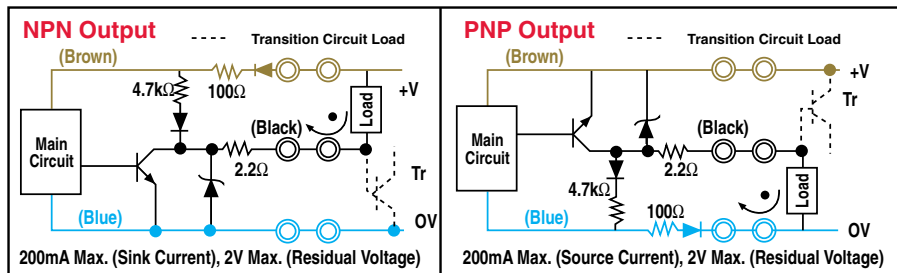 NPN Output
Transition Circuit Load
(Brown)
4.7kΩ
100Ω
+V
Load
Main
Circuit
(Black)
2.2Ω
Tr
(Blue)
OV
200mA Max. (Sink Current), 2V Max. (Residual Voltage)
PNP Output
Transition Circuit Load
(Brown)
+V
Tr
Main
Circuit
(Black)
2.2Ω
4.7kΩ
Load
100Ω
(Blue)
OV
200mA Max. (Source Current), 2V Max. (Residual Voltage)